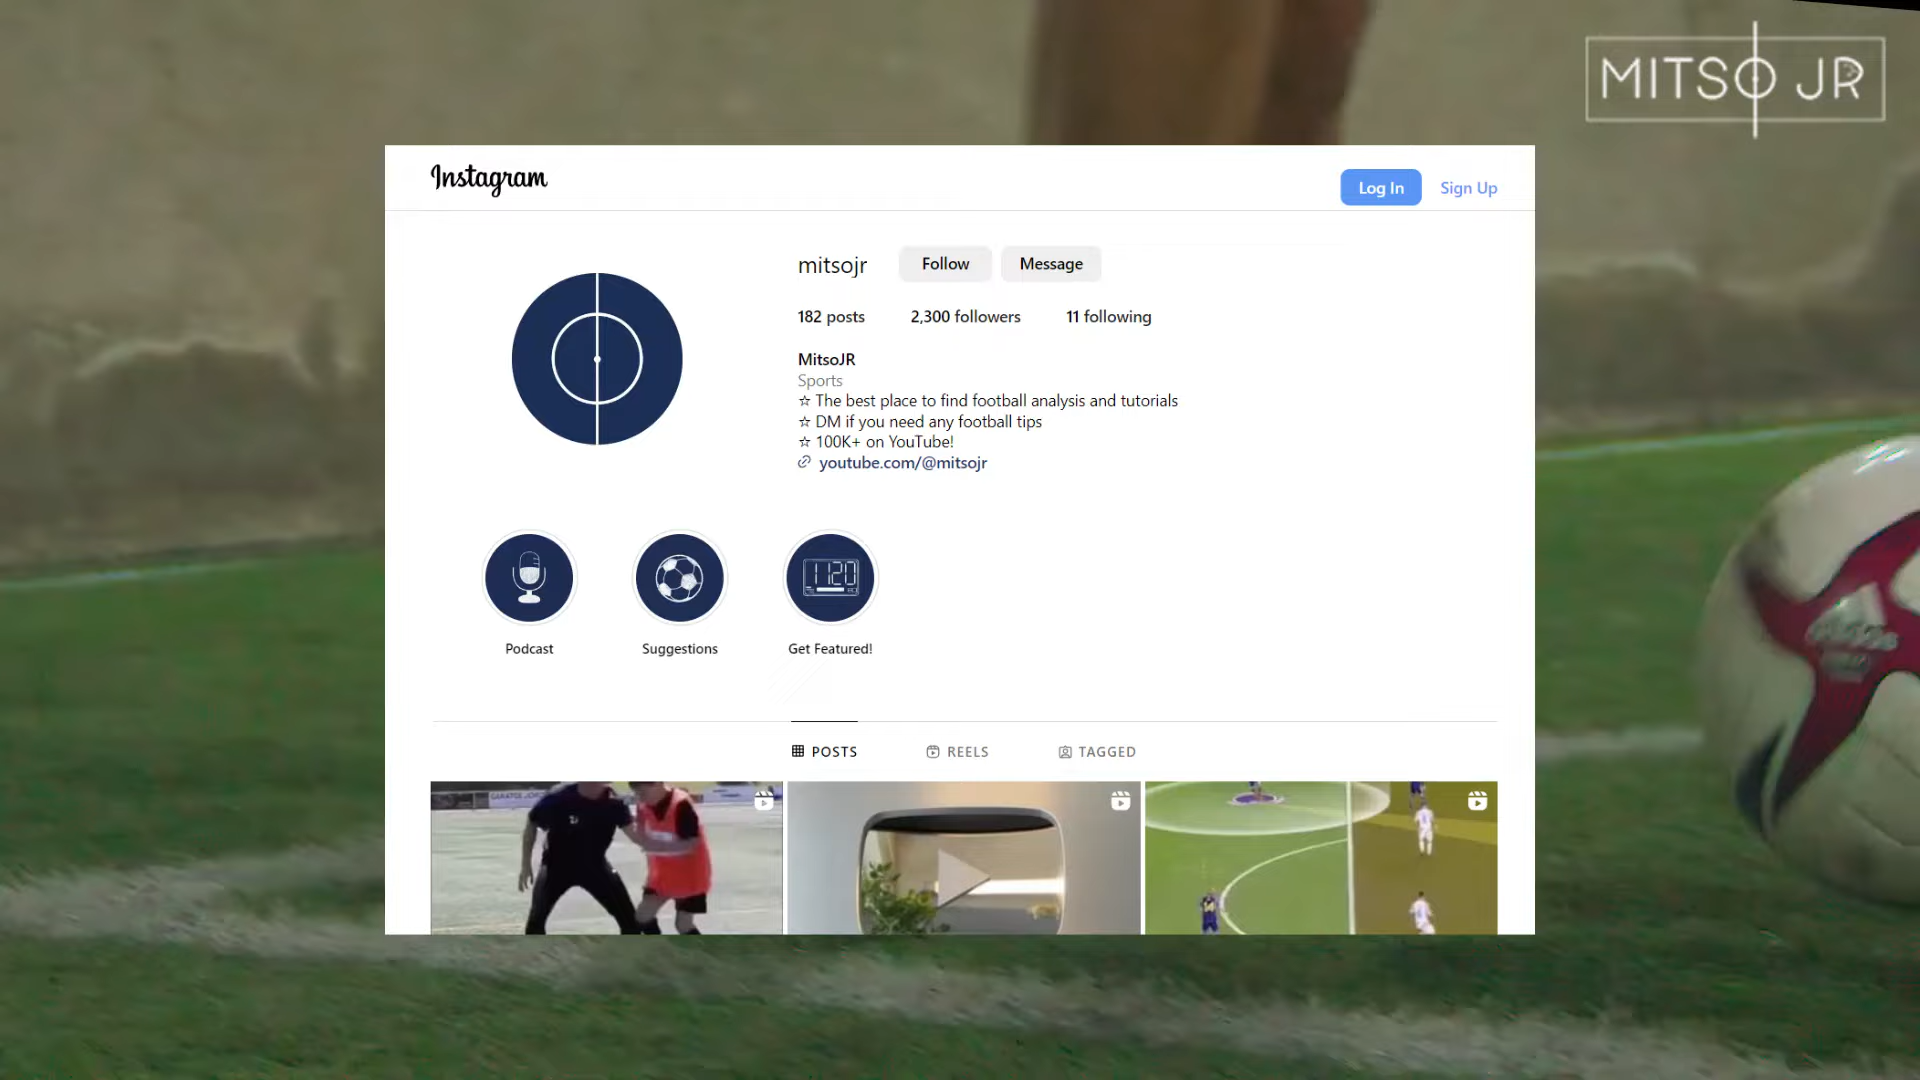 MITSO JR
Instagram
Log In
Sign Up
mitsojr
Follow
Message
182 posts
2,300 followers
11 following
MitsoJR
Sports
☆ The best place to find football analysis and tutorials
☆ DM if you need any football tips
☆ 100K+ on YouTube!
youtube.com/@mitsojr
1120
Podcast
Suggestions
Get Featured!
POSTS
REELS
TAGGED